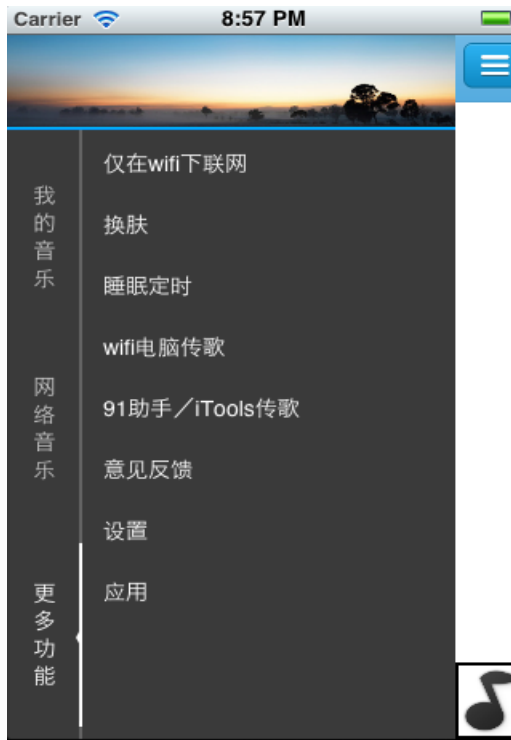 Carrier 8:57 PM
我的音乐
网络音乐
更多功能
仅在wifi下联网
换肤
睡眠定时
wifi电脑传歌
91助手／iTools传歌
意见反馈
设置
应用